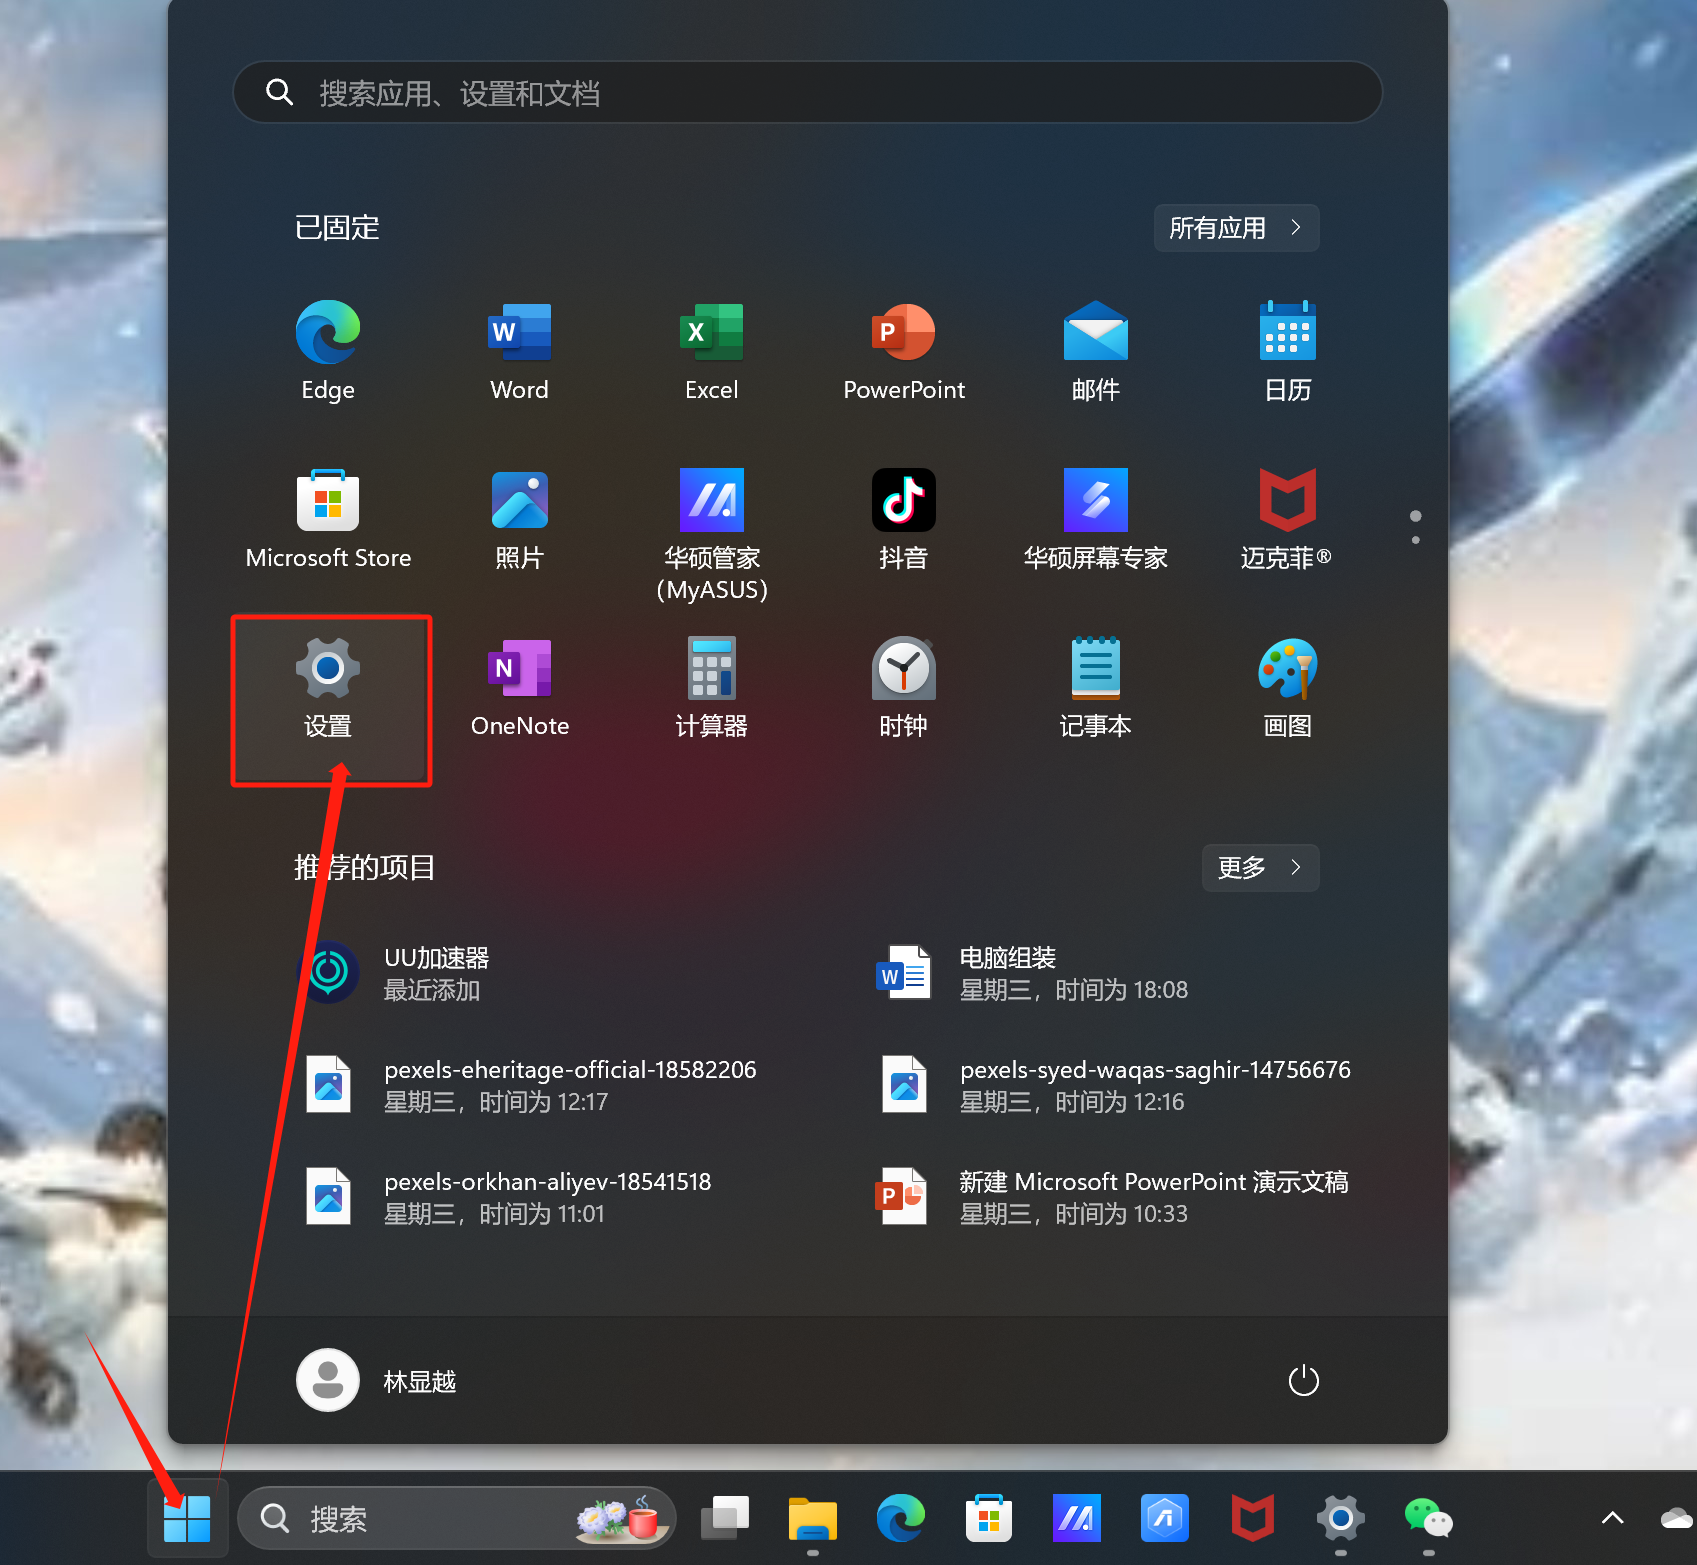 搜索应用、设置和文档
已固定
所有应用
Edge
Word
Excel
PowerPoint
邮件
日历
Microsoft Store
照片
华硕管家
(MyASUS)
抖音
华硕屏幕专家
迈克菲®
设置
OneNote
计算器
时钟
记事本
画图
推荐的项目
更多
UU加速器
最近添加
电脑组装
星期三，时间为 18:08
pexels-eheritage-official-18582206
星期三，时间为 12:17
pexels-syed-waqas-saghir-14756676
星期三，时间为 12:16
pexels-orkhan-aliyev-18541518
星期三，时间为 11:01
新建 Microsoft PowerPoint 演示文稿
星期三，时间为 10:33
林显越
搜索